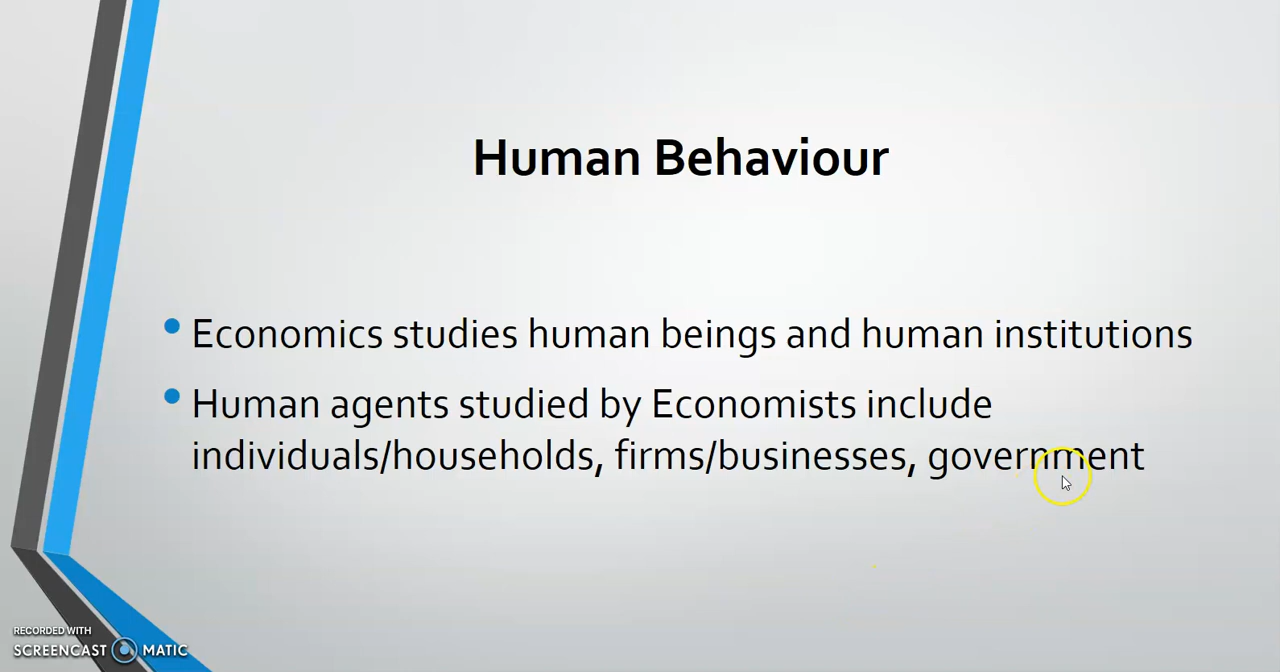 Human Behaviour
Economics studies human beings and human institutions
Human agents studied by Economists include
individuals/households, firms/businesses, government
RECORDED WITH
SCREENCAST MATIC